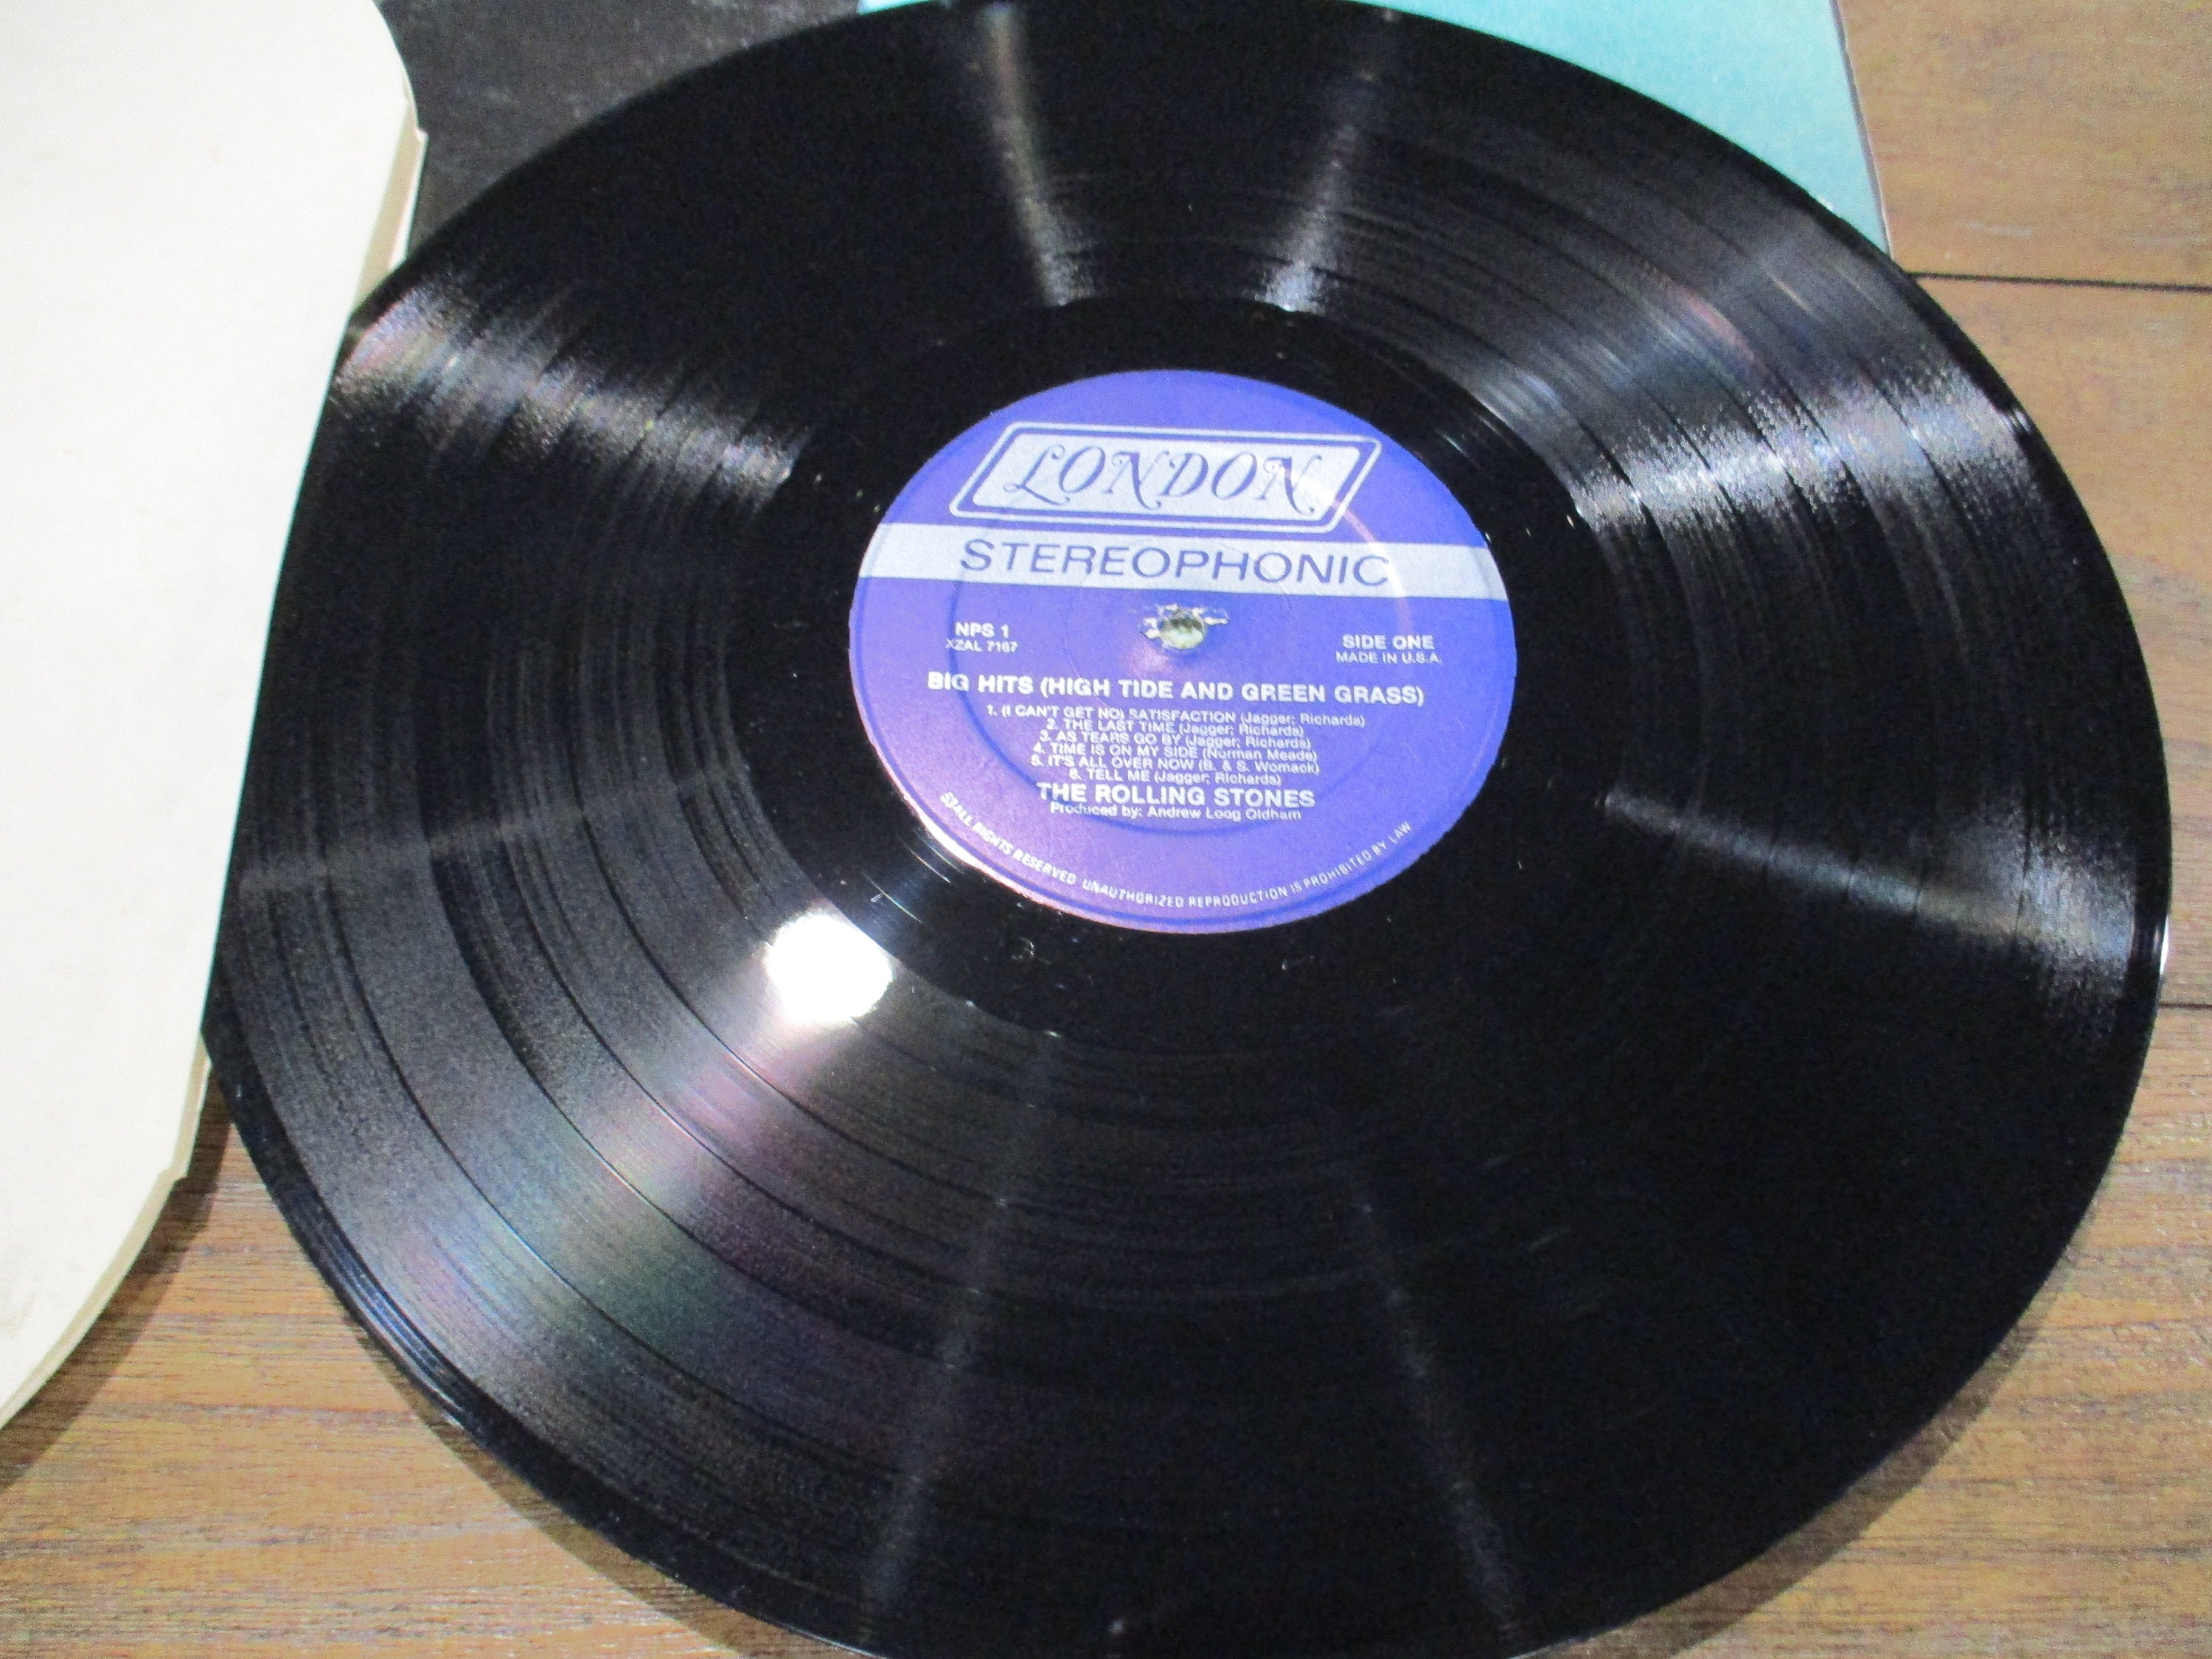 LONDON
STEREOPHONIC
NPS 1
XZAL 7167
SIDE ONE
MADE IN U.S.A.
BIG HITS (HIGH TIDE AND GREEN GRASS)
1. (I CAN'T GET NO) SATISFACTION (Jagger; Richards)
2. THE LAST TIME (Jagger; Richards)
3. AS TEARS GO BY (Jagger; Richards)
4. TIME IS ON MY SIDE (Norman Meade)
5. IT'S ALL OVER NOW (B. & S. Womack)
6. TELL ME (Jagger; Richards)
THE ROLLING STONES
Produced by: Andrew Loog Oldham
ALL RIGHTS RESERVED UNAUTHORIZED REPRODUCTION IS PROHIBITED BY LAW